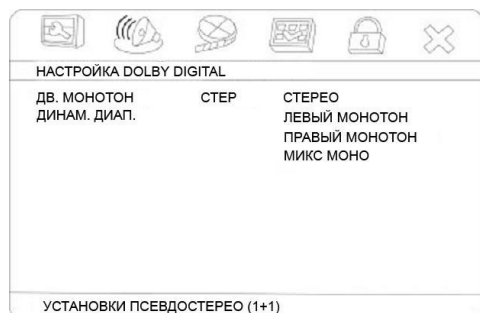 НАСТРОЙКА DOLBY DIGITAL
ДВ. МОНОТОН СТЕР СТЕРЕО
ДИНАМ. ДИАП. ЛЕВЫЙ МОНОТОН
ПРАВЫЙ МОНОТОН
МИКС МОНО
УСТАНОВКИ ПСЕВДОСТЕРЕО (1+1)